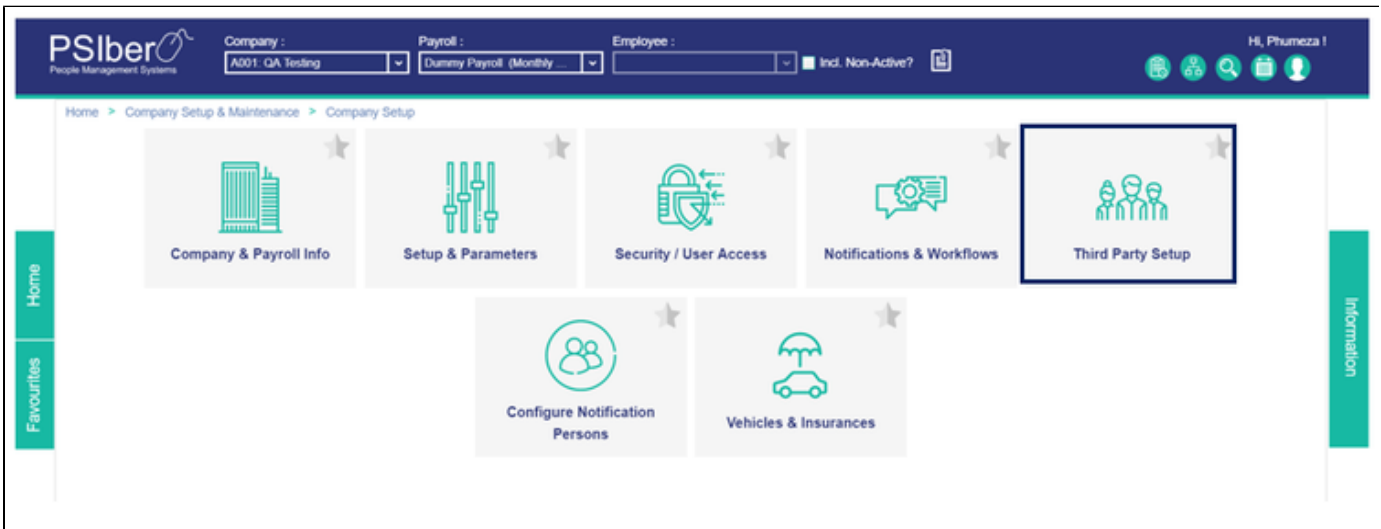 PSIber
People Management Systems
Company :
A001: QA Testing
Payroll :
Dummy Payroll (Monthly ...
Employee :
Incl. Non-Active?
Hi, Phumeza !
Home > Company Setup & Maintenance > Company Setup
Company & Payroll Info
Setup & Parameters
Security / User Access
Notifications & Workflows
Third Party Setup
Home
Favourites
Information
Configure Notification
Persons
Vehicles & Insurances